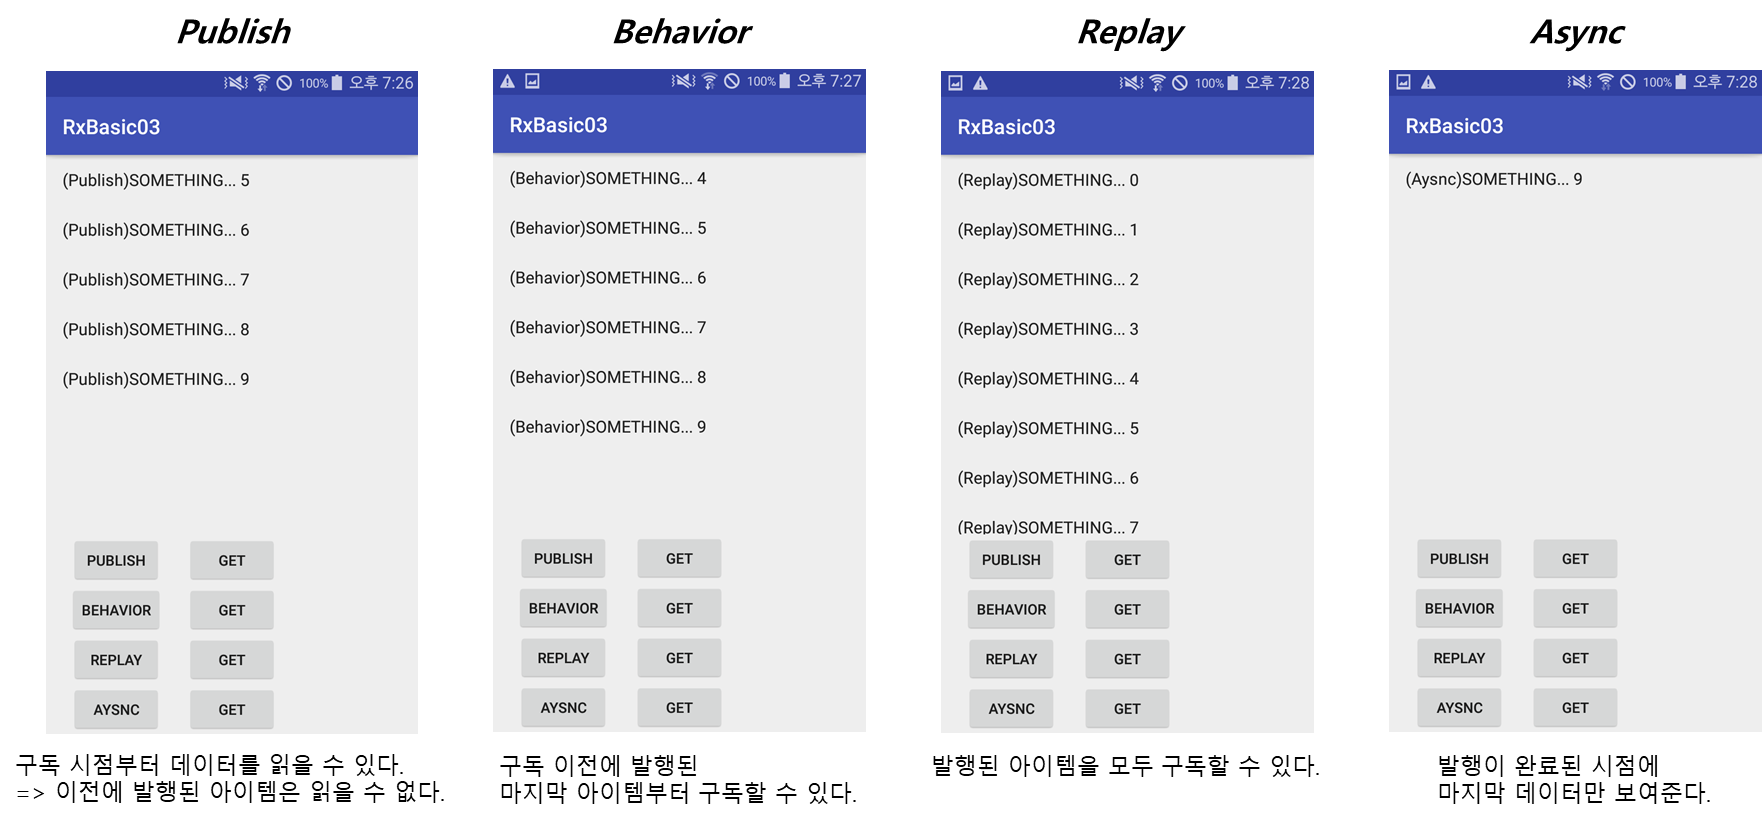 Publish
오후 7:26
100%
RxBasic03
(Publish)SOMETHING... 5
(Publish)SOMETHING... 6
(Publish)SOMETHING... 7
(Publish)SOMETHING... 8
(Publish)SOMETHING... 9
PUBLISH GET
BEHAVIOR GET
REPLAY GET
AYSNC GET
구독 시점부터 데이터를 읽을 수 있다.
=> 이전에 발행된 아이템은 읽을 수 없다.
Behavior
100% 오후 7:27
RxBasic03
(Behavior)SOMETHING... 4
(Behavior)SOMETHING... 5
(Behavior)SOMETHING... 6
(Behavior)SOMETHING... 7
(Behavior)SOMETHING... 8
(Behavior)SOMETHING... 9
PUBLISH GET
BEHAVIOR GET
REPLAY GET
AYSNC GET
구독 이전에 발행된
마지막 아이템부터 구독할 수 있다.
Replay
100% 오후 7:28
RxBasic03
(Replay)SOMETHING... 0
(Replay)SOMETHING... 1
(Replay)SOMETHING... 2
(Replay)SOMETHING... 3
(Replay)SOMETHING... 4
(Replay)SOMETHING... 5
(Replay)SOMETHING... 6
(Replay)SOMETHING... 7
PUBLISH GET
BEHAVIOR GET
REPLAY GET
AYSNC GET
발행된 아이템을 모두 구독할 수 있다.
Async
100% 오후 7:28
RxBasic03
(Aysnc)SOMETHING... 9
PUBLISH GET
BEHAVIOR GET
REPLAY GET
AYSNC GET
발행이 완료된 시점에
마지막 데이터만 보여준다.